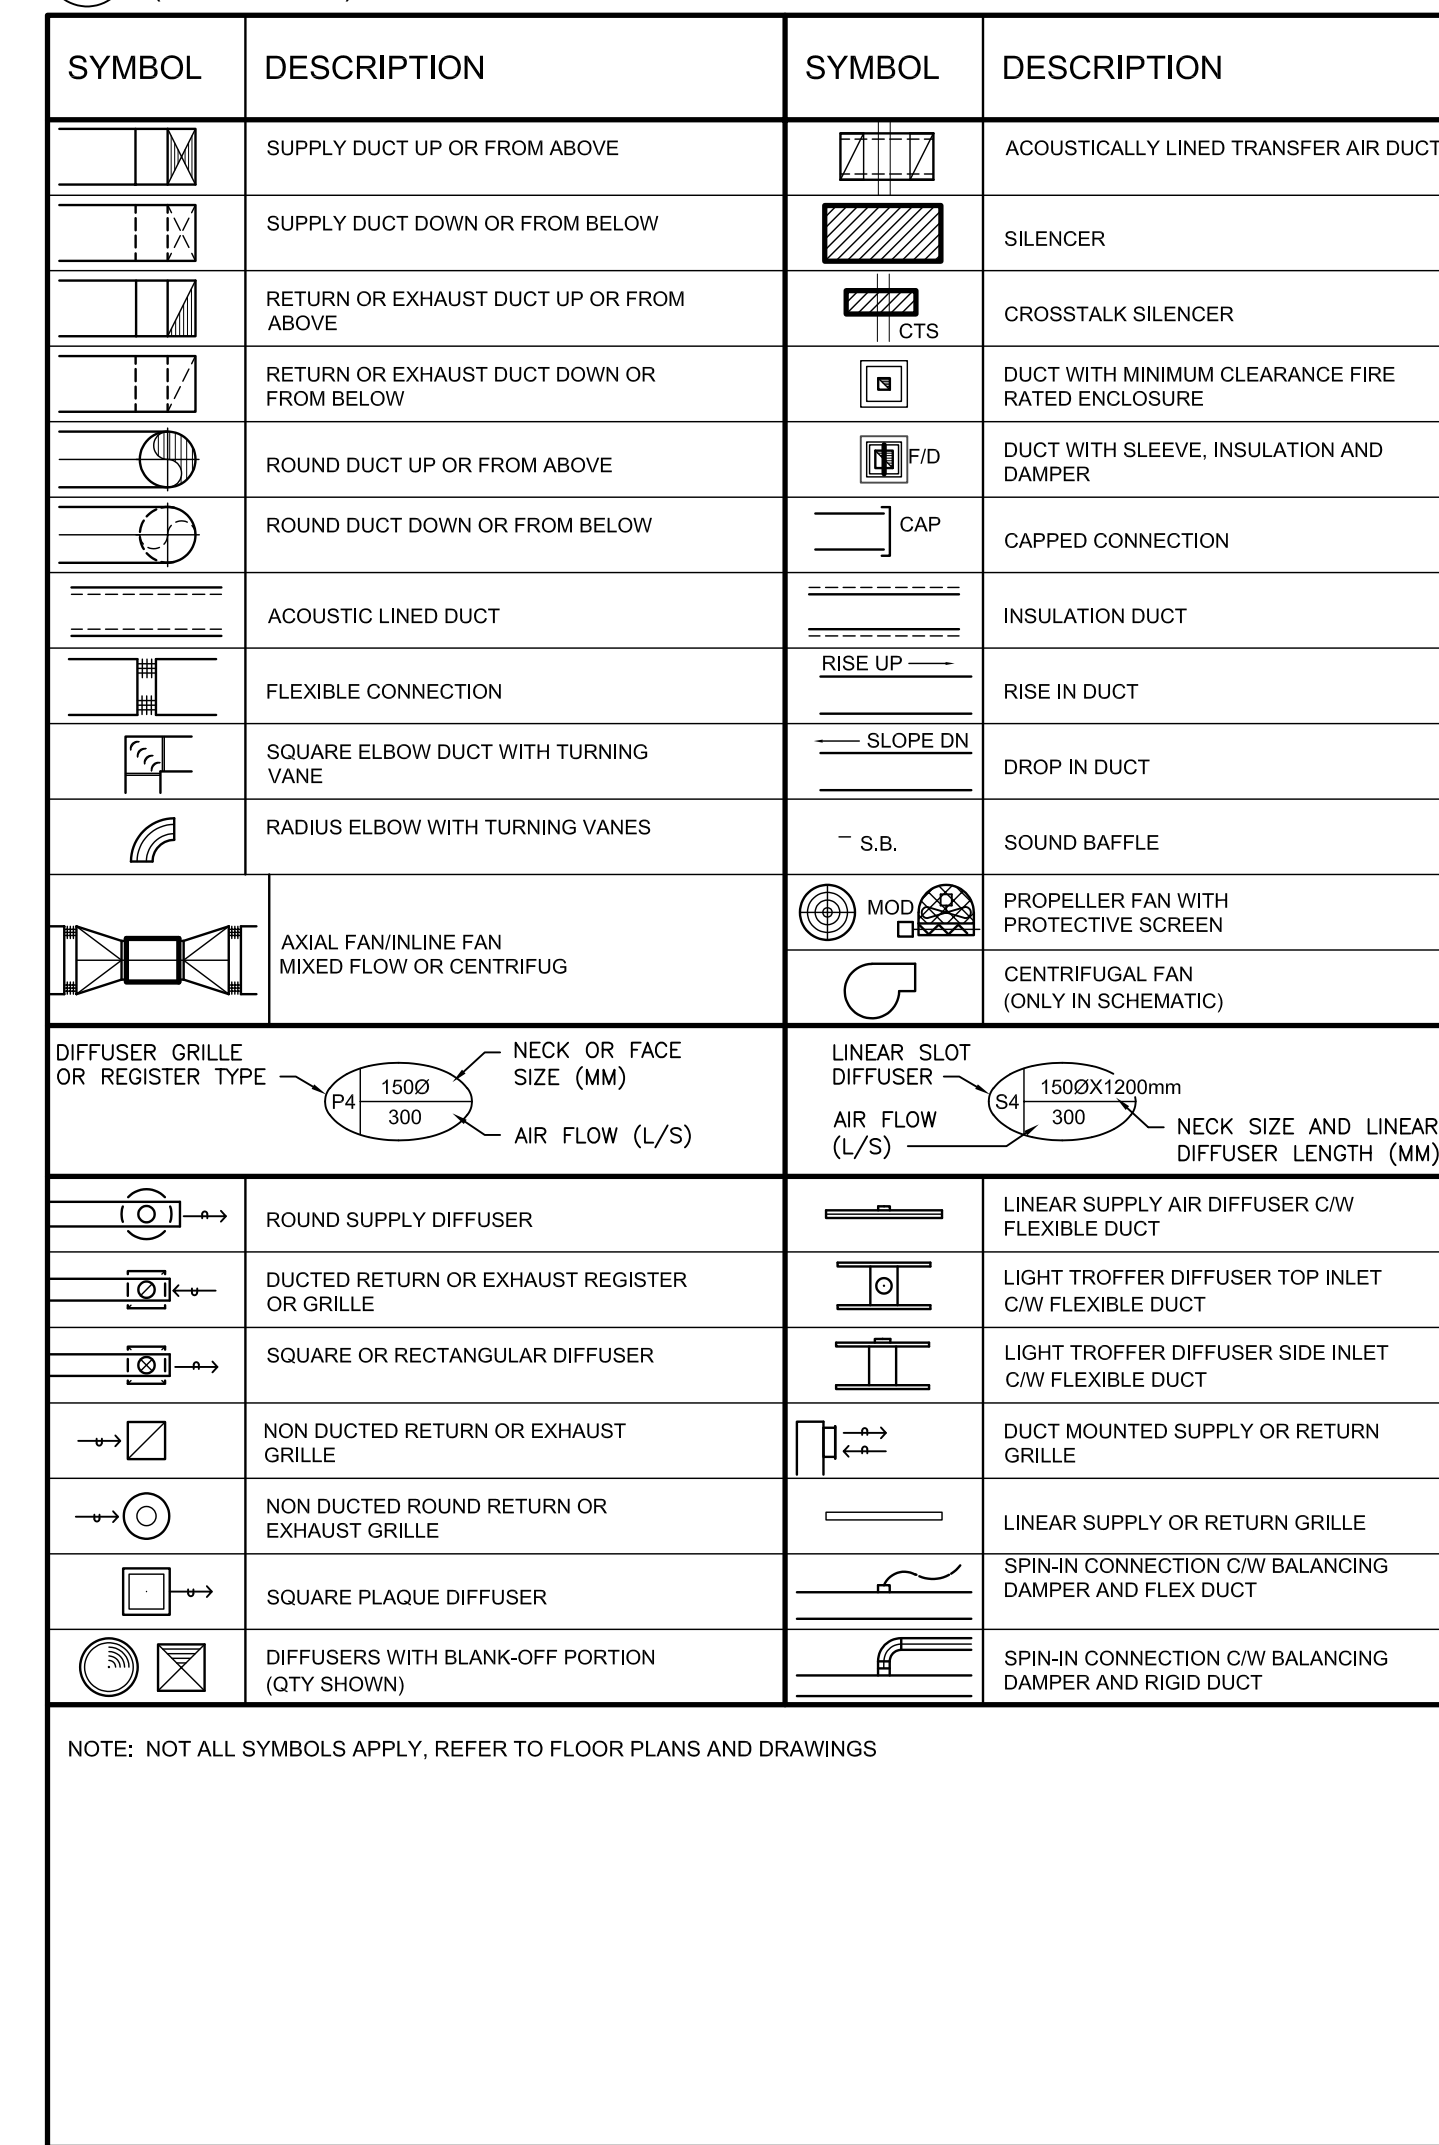 SYMBOL DESCRIPTION SYMBOL DESCRIPTION
SUPPLY DUCT UP OR FROM ABOVE
SUPPLY DUCT DOWN OR FROM BELOW
RETURN OR EXHAUST DUCT UP OR FROM
ABOVE
RETURN OR EXHAUST DUCT DOWN OR
FROM BELOW
ROUND DUCT UP OR FROM ABOVE
ROUND DUCT DOWN OR FROM BELOW
ACOUSTIC LINED DUCT
FLEXIBLE CONNECTION
SQUARE ELBOW DUCT WITH TURNING
VANE
RADIUS ELBOW WITH TURNING VANES
AXIAL FAN/INLINE FAN
MIXED FLOW OR CENTRIFUG
ACOUSTICALLY LINED TRANSFER AIR DUCT
SILENCER
CTS
CROSSTALK SILENCER
DUCT WITH MINIMUM CLEARANCE FIRE
RATED ENCLOSURE
F/D
DUCT WITH SLEEVE, INSULATION AND
DAMPER
CAP
CAPPED CONNECTION
INSULATION DUCT
RISE UP
RISE IN DUCT
SLOPE DN
DROP IN DUCT
S.B.
SOUND BAFFLE
MOD
PROPELLER FAN WITH
PROTECTIVE SCREEN
CENTRIFUGAL FAN
(ONLY IN SCHEMATIC)
DIFFUSER GRILLE
OR REGISTER TYPE
P4
150Ø
300
NECK OR FACE
SIZE (MM)
AIR FLOW (L/S)
LINEAR SLOT
DIFFUSER
AIR FLOW
(L/S)
S4
150ØX1200mm
300
NECK SIZE AND LINEAR
DIFFUSER LENGTH (MM)
ROUND SUPPLY DIFFUSER
DUCTED RETURN OR EXHAUST REGISTER
OR GRILLE
SQUARE OR RECTANGULAR DIFFUSER
NON DUCTED RETURN OR EXHAUST
GRILLE
NON DUCTED ROUND RETURN OR
EXHAUST GRILLE
SQUARE PLAQUE DIFFUSER
DIFFUSERS WITH BLANK-OFF PORTION
(QTY SHOWN)
LINEAR SUPPLY AIR DIFFUSER C/W
FLEXIBLE DUCT
LIGHT TROFFER DIFFUSER TOP INLET
C/W FLEXIBLE DUCT
LIGHT TROFFER DIFFUSER SIDE INLET
C/W FLEXIBLE DUCT
DUCT MOUNTED SUPPLY OR RETURN
GRILLE
LINEAR SUPPLY OR RETURN GRILLE
SPIN-IN CONNECTION C/W BALANCING
DAMPER AND FLEX DUCT
SPIN-IN CONNECTION C/W BALANCING
DAMPER AND RIGID DUCT
NOTE: NOT ALL SYMBOLS APPLY, REFER TO FLOOR PLANS AND DRAWINGS